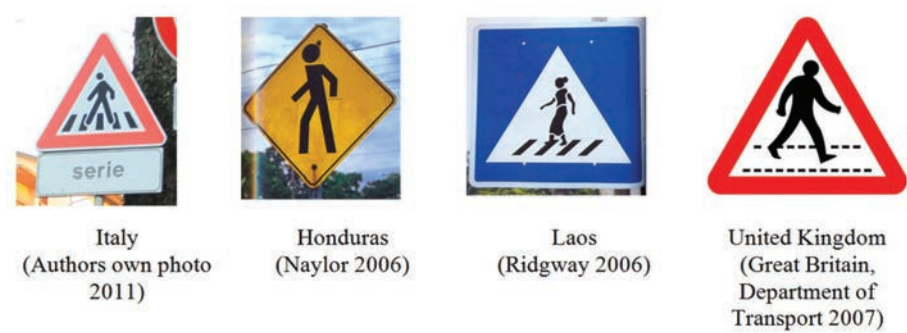 serie
Italy
(Authors own photo
2011)
Honduras
(Naylor 2006)
Laos
(Ridgway 2006)
United Kingdom
(Great Britain,
Department of
Transport 2007)